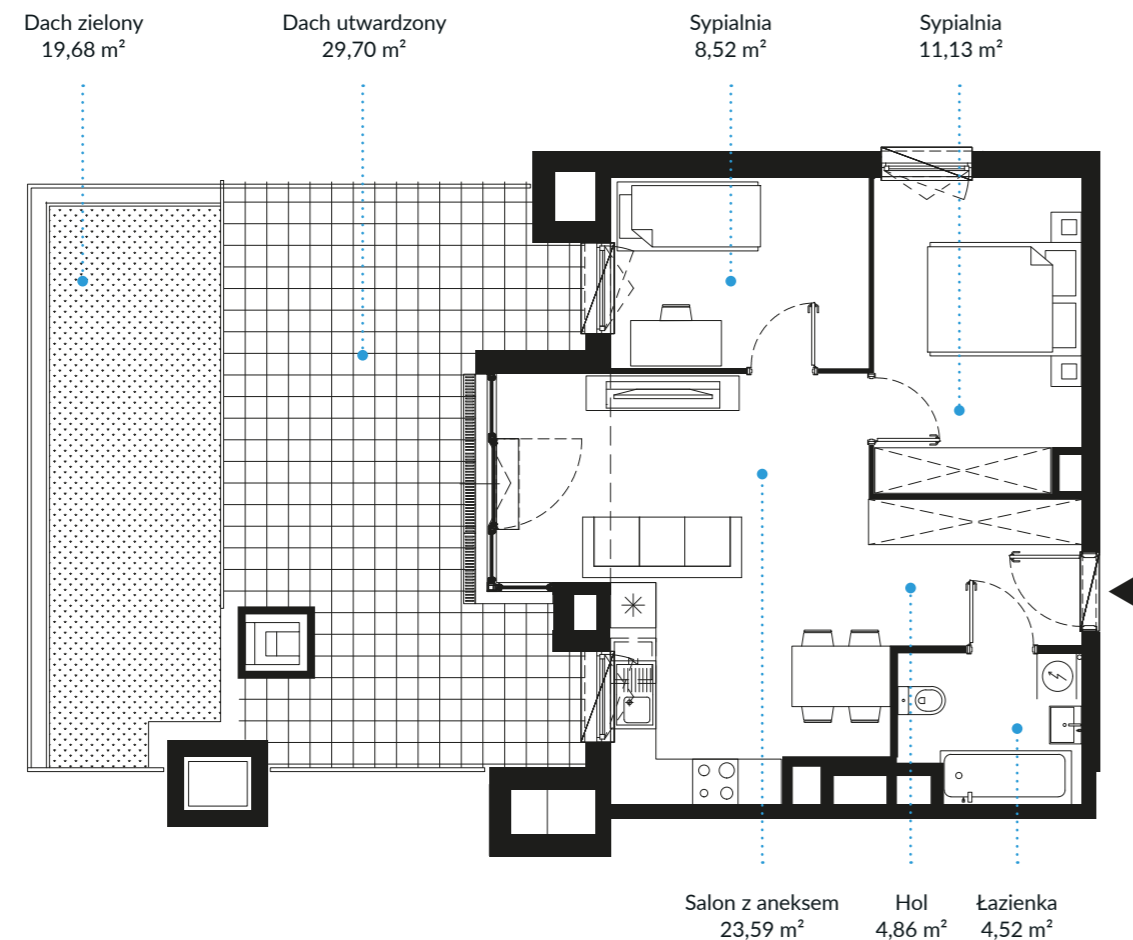 Dach zielony
19,68 m²
Dach utwardzony
29,70 m²
Sypialnia
8,52 m²
Sypialnia
11,13 m²
Salon z aneksem
23,59 m²
Hol
4,86 m²
Łazienka
4,52 m²